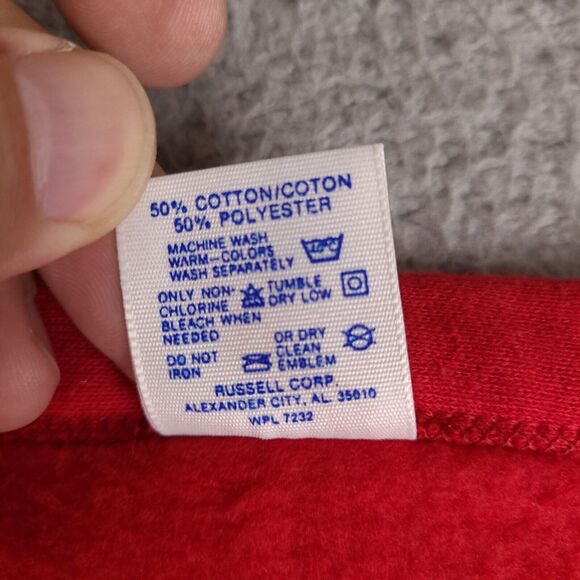 50% COTTON/COTON
50% POLYESTER
MACHINE WASH
WARM-COLORS
WASH SEPARATELY
ONLY NON-
CHLORINE
BLEACH WHEN
NEEDED
TUMBLE
DRY LOW
DO NOT
IRON
OR DRY
CLEAN
EMBLEM
RUSSELL CORP.
ALEXANDER CITY, AL. 35010
WPL 7232